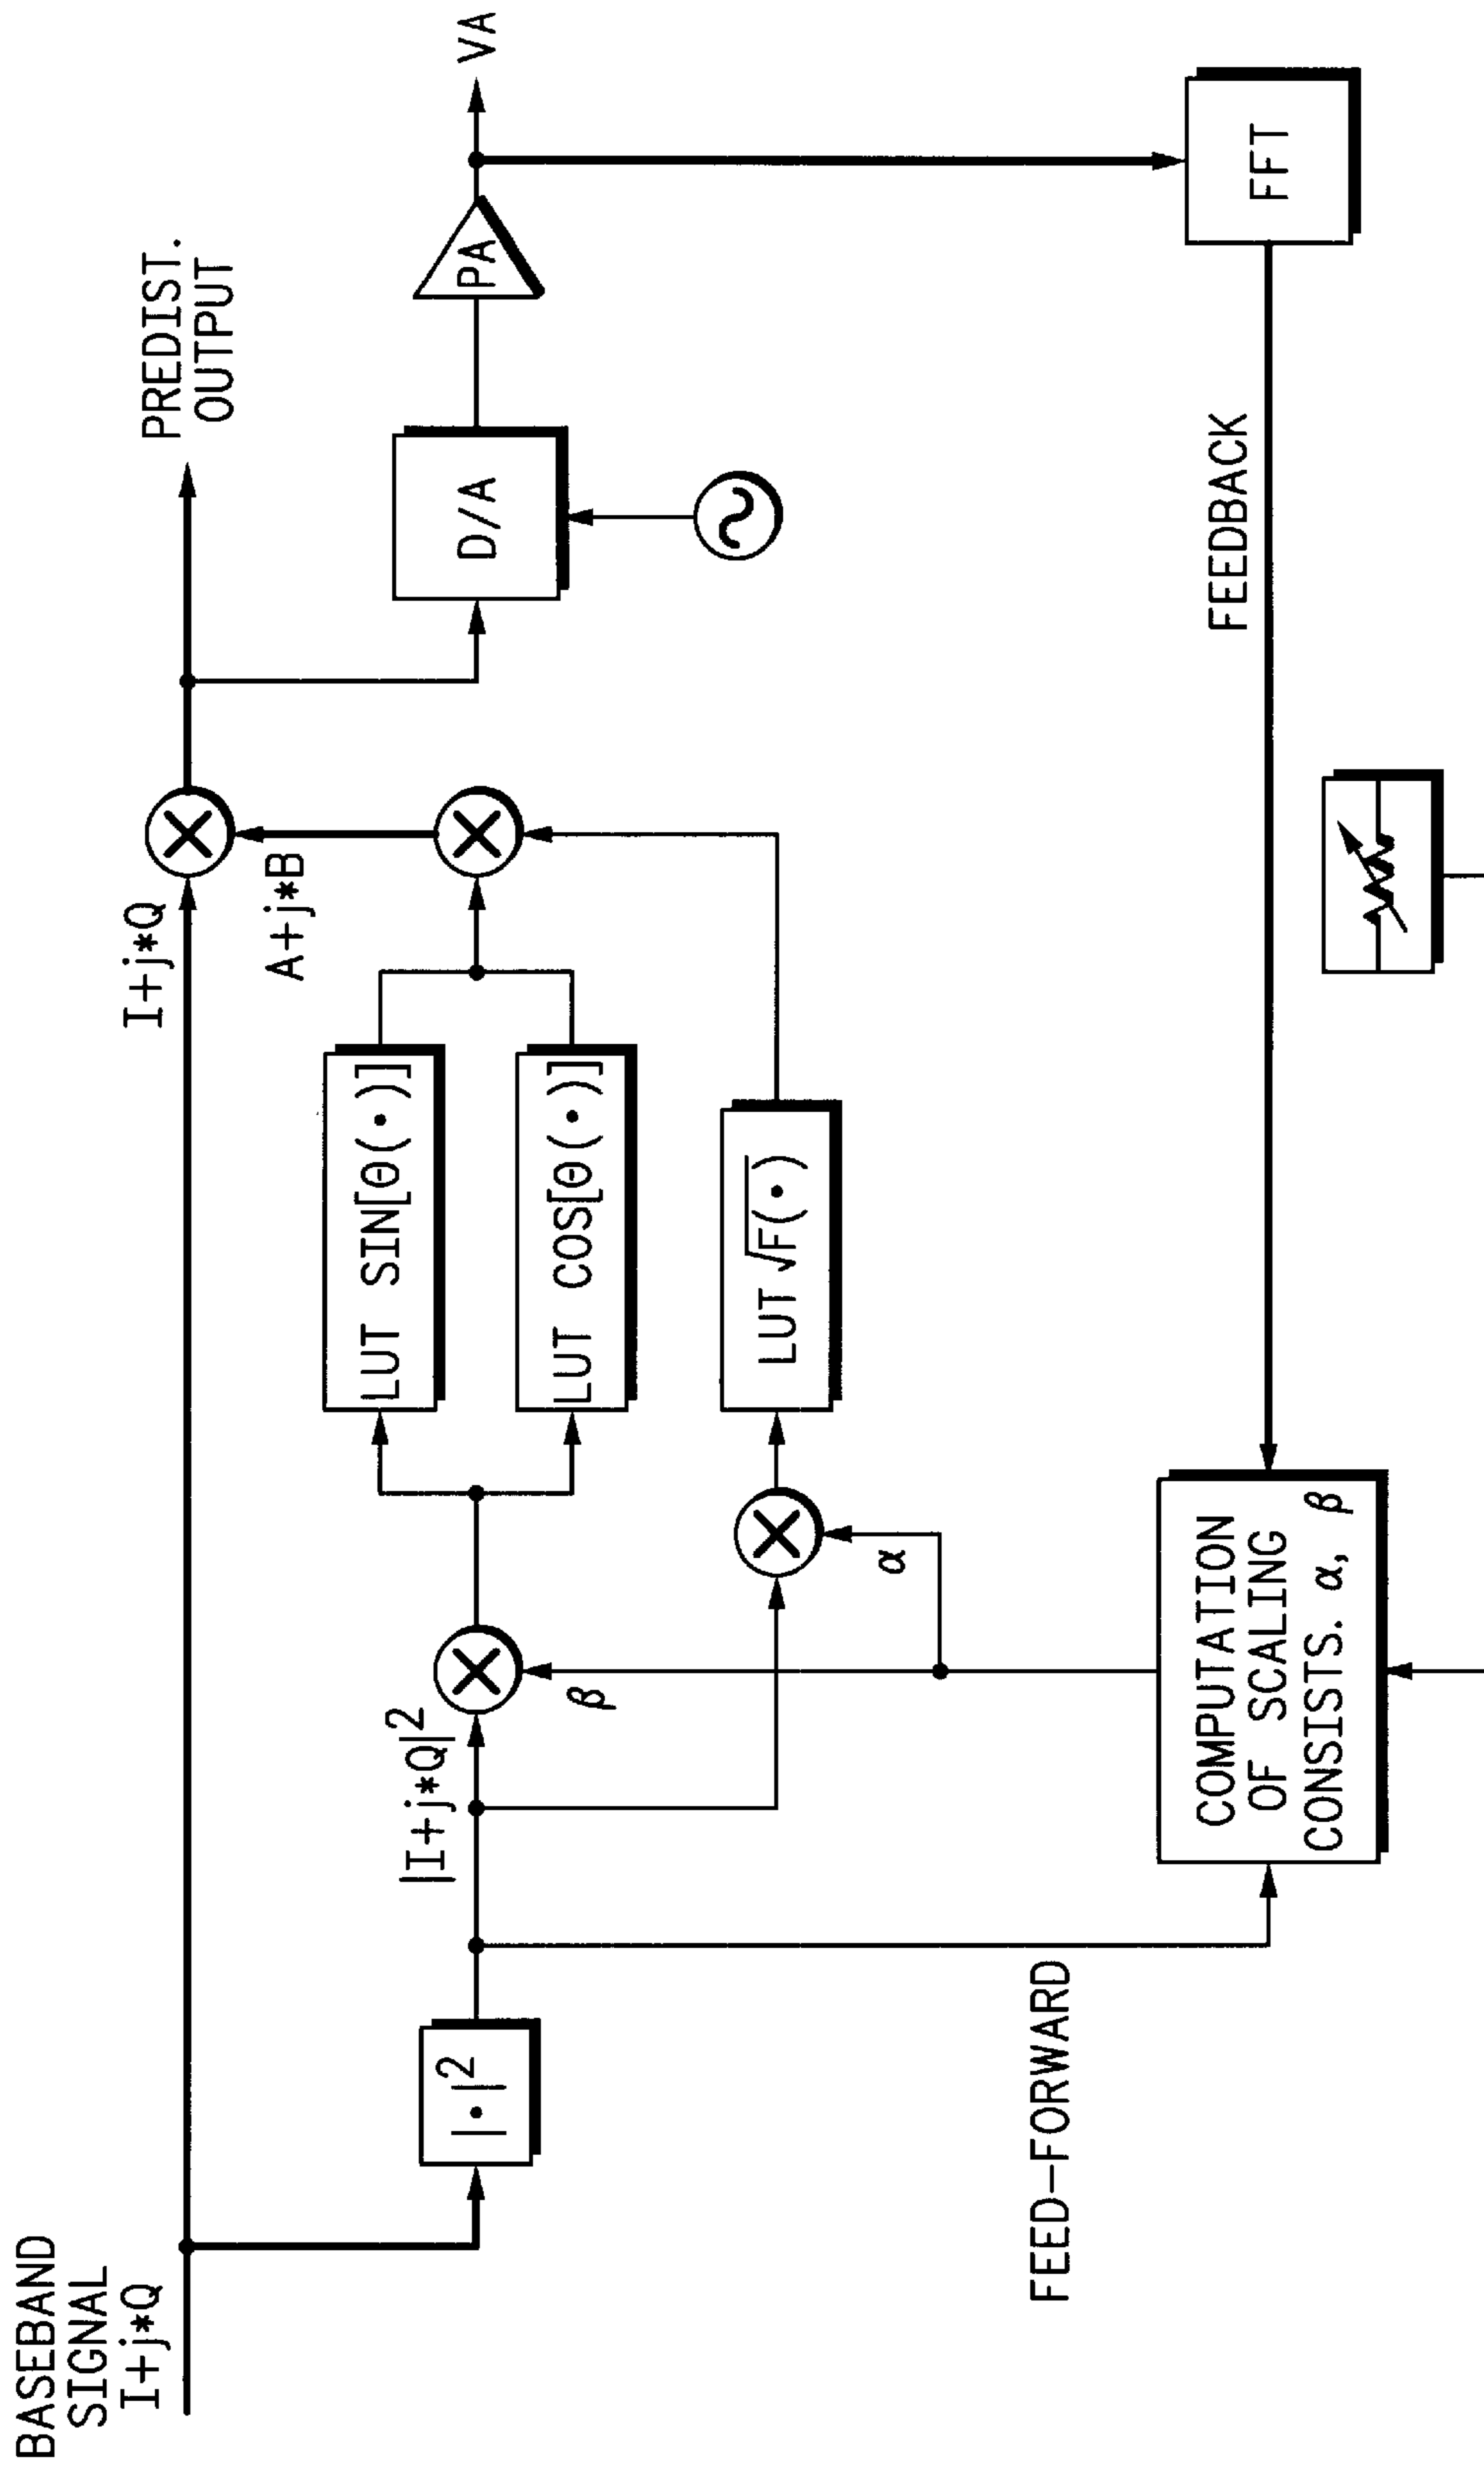 BASEBAND
SIGNAL
I+j*Q
I+j*Q
PREDIST.
OUTPUT
A+j*B
|•|2
|I+j*Q|2
LUT SIN[Θ(•)]
LUT COS[Θ(•)]
D/A
PA
VA
β
LUT √F(•)
α
FEED-FORWARD
COMPUTATION
OF SCALING
CONSISTS. α, β
FEEDBACK
FFT